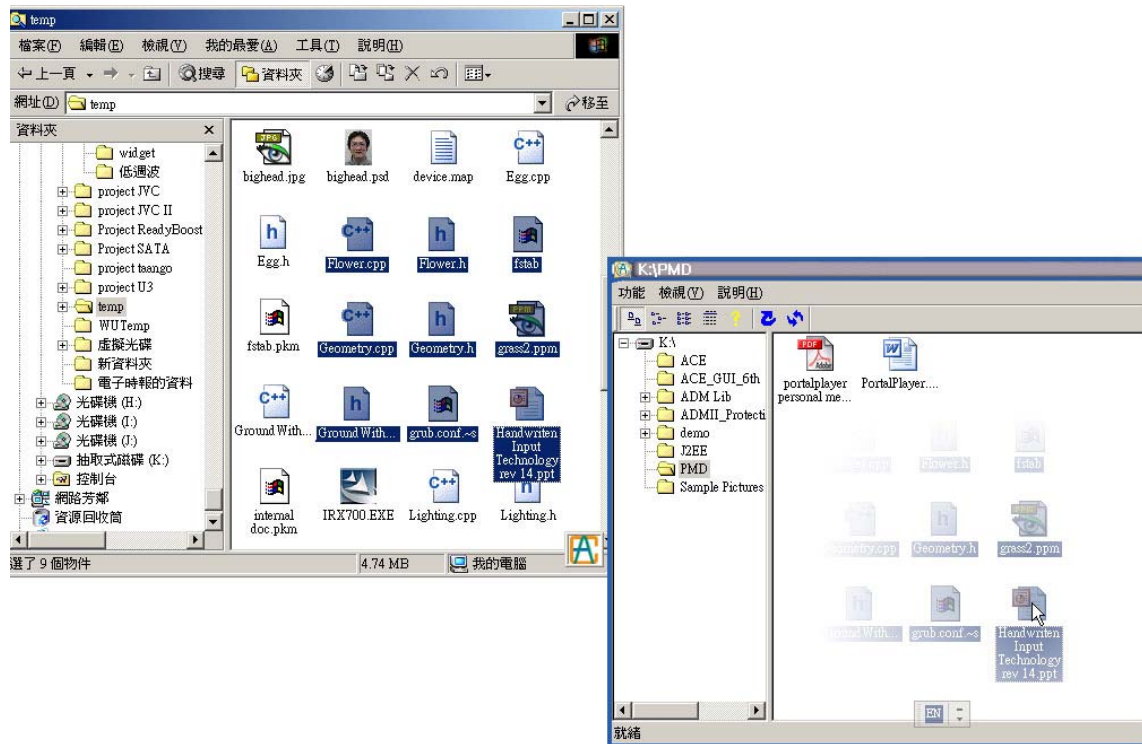 temp
檔案(F) 編輯(E) 檢視(V) 我的最愛(A) 工具(T) 說明(H)
上一頁 搜尋 資料夾
網址(D) temp 移至
資料夾
widget
低週波
project JVC
project JVC II
Project ReadyBoost
Project SATA
project taango
project U3
temp
WUTemp
虛擬光碟
新資料夾
電子時報的資料
光碟機 (H:)
光碟機 (I:)
光碟機 (J:)
抽取式磁碟 (K:)
控制台
網路芳鄰
資源回收筒
bighead.jpg bighead.psd device.map Egg.cpp
Egg.h Flower.cpp Flower.h fstab
fstab.pkm Geometry.cpp Geometry.h grass2.ppm
Ground With... Ground With... grub.conf.~s Handwriten
Input
Technology
rev 14.ppt
internal
doc.pkm
IRX700.EXE Lighting.cpp Lighting.h
選了 9 個物件 4.74 MB 我的電腦
K:\PMD
功能 檢視(V) 說明(H)
K:\
ACE
ACE_GUI_6th
ADM Lib
ADMII_Protecti
demo
J2EE
PMD
Sample Pictures
portalplayer
personal me...
PortalPlayer....
Flower.h fstab
Geometry.h grass2.ppm
Ground With... grub.conf.~s Handwriten
Input
Technology
rev 14.ppt
EN
就緒